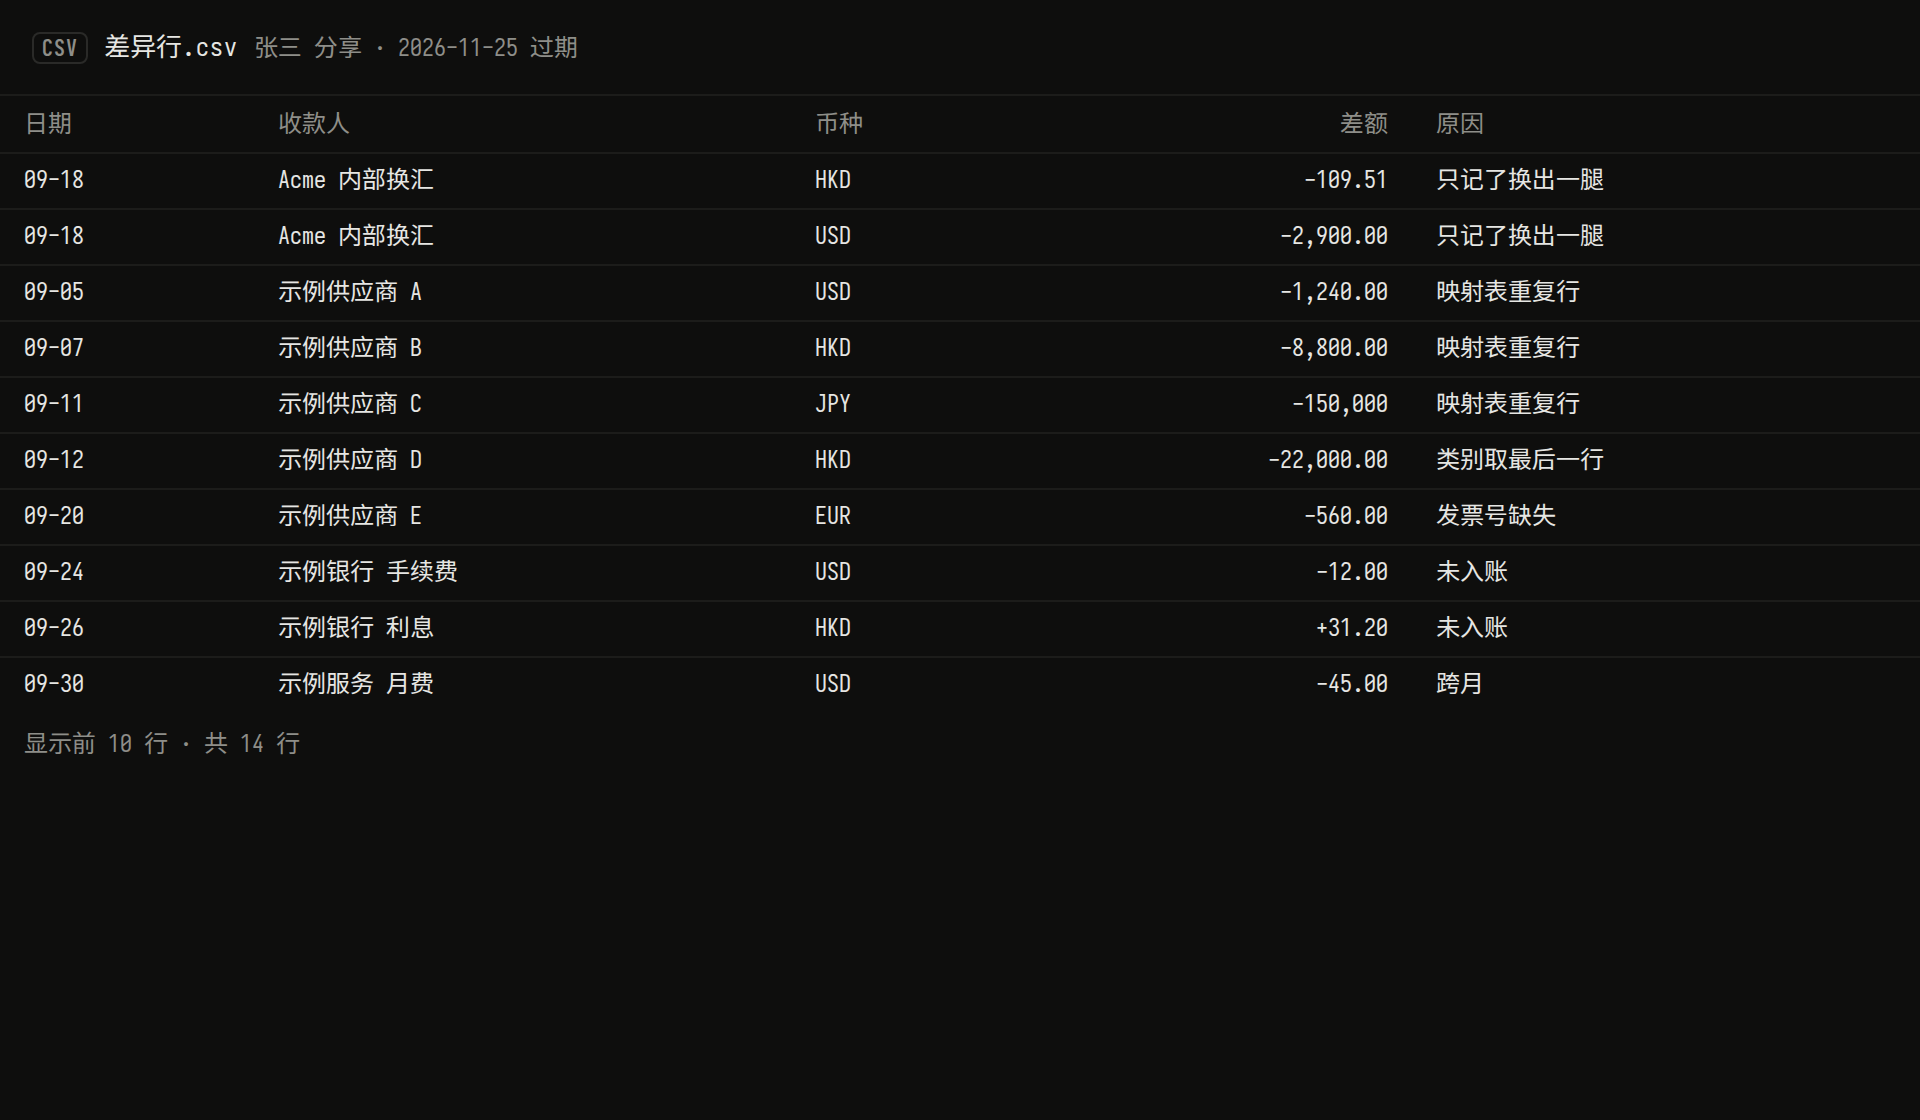 CSV 差异行.csv 张三 分享 · 2026-11-25 过期
日期 收款人 币种 差额 原因
09-18 Acme 内部换汇 HKD -109.51 只记了换出一腿
09-18 Acme 内部换汇 USD -2,900.00 只记了换出一腿
09-05 示例供应商 A USD -1,240.00 映射表重复行
09-07 示例供应商 B HKD -8,800.00 映射表重复行
09-11 示例供应商 C JPY -150,000 映射表重复行
09-12 示例供应商 D HKD -22,000.00 类别取最后一行
09-20 示例供应商 E EUR -560.00 发票号缺失
09-24 示例银行 手续费 USD -12.00 未入账
09-26 示例银行 利息 HKD +31.20 未入账
09-30 示例服务 月费 USD -45.00 跨月
显示前 10 行 · 共 14 行